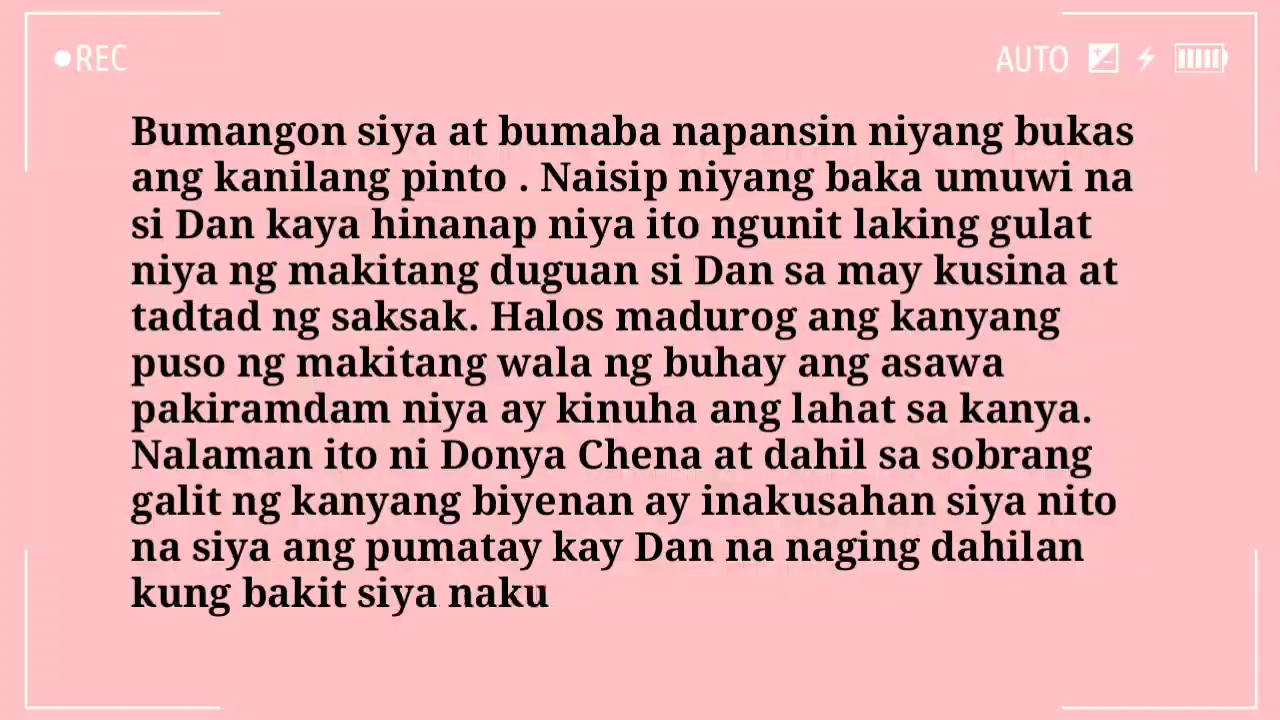 REC
AUTO
Bumangon siya at bumaba napansin niyang bukas
ang kanilang pinto . Naisip niyang baka umuwi na
si Dan kaya hinanap niya ito ngunit laking gulat
niya ng makitang duguan si Dan sa may kusina at
tadtad ng saksak. Halos madurog ang kanyang
puso ng makitang wala ng buhay ang asawa
pakiramdam niya ay kinuha ang lahat sa kanya.
Nalaman ito ni Donya Chena at dahil sa sobrang
galit ng kanyang biyenan ay inakusahan siya nito
na siya ang pumatay kay Dan na naging dahilan
kung bakit siya naku